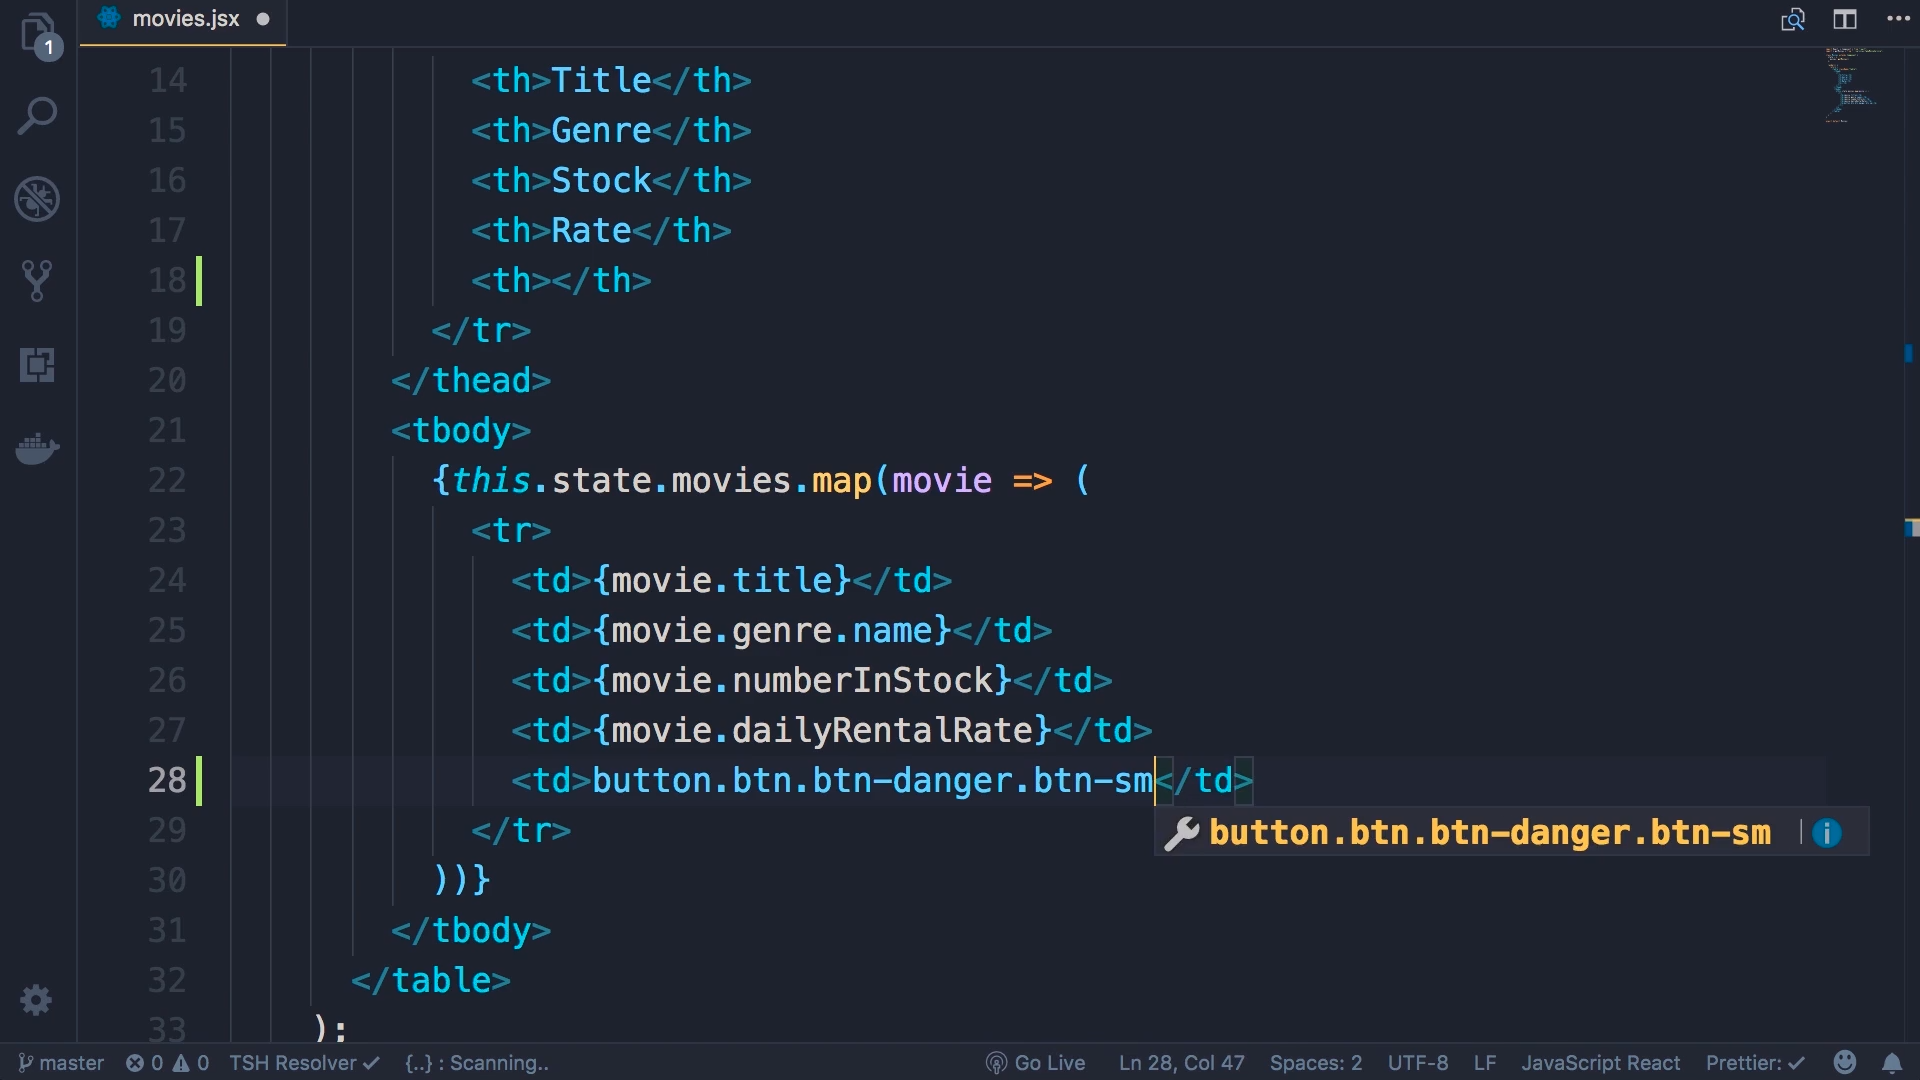 1
movies.jsx
14 <th>Title</th>
15 <th>Genre</th>
16 <th>Stock</th>
17 <th>Rate</th>
18 <th></th>
19 </tr>
20 </thead>
21 <tbody>
22 {this.state.movies.map(movie => (
23 <tr>
24 <td>{movie.title}</td>
25 <td>{movie.genre.name}</td>
26 <td>{movie.numberInStock}</td>
27 <td>{movie.dailyRentalRate}</td>
28 <td>button.btn.btn-danger.btn-sm</td>
button.btn.btn-danger.btn-sm
29 </tr>
30 ))}
31 </tbody>
32 </table>
33 );
master 0 0 TSH Resolver ✓ {..} : Scanning.. Go Live Ln 28, Col 47 Spaces: 2 UTF-8 LF JavaScript React Prettier: ✓